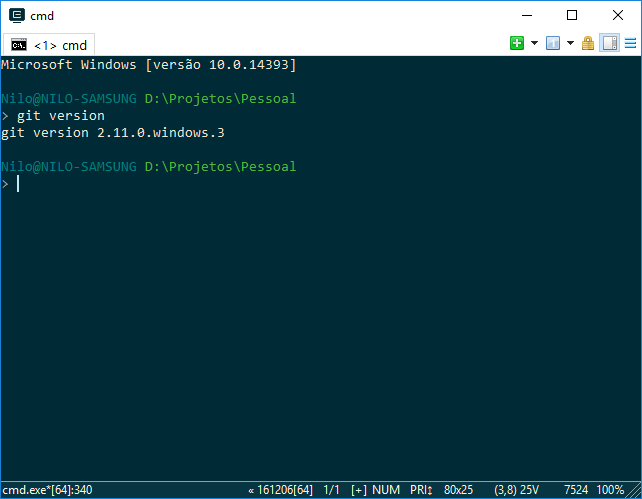 cmd
<1> cmd
Microsoft Windows [versão 10.0.14393]
Nilo@NILO-SAMSUNG D:\Projetos\Pessoal
> git version
git version 2.11.0.windows.3
Nilo@NILO-SAMSUNG D:\Projetos\Pessoal
>
cmd.exe*[64]:340 « 161206[64] 1/1 [+] NUM PRI↕ 80x25 (3,8) 25V 7524 100%